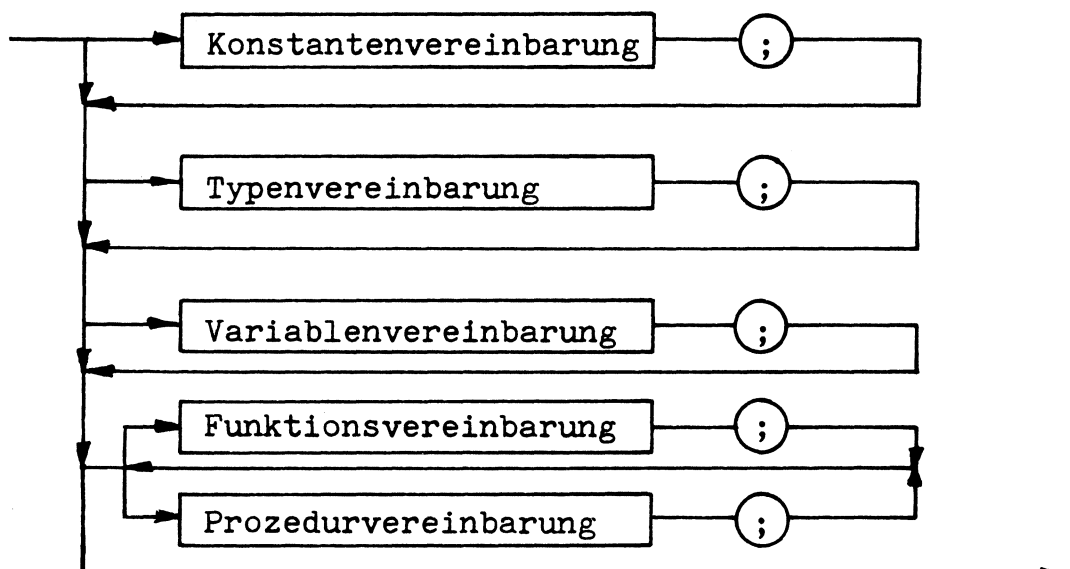 Konstantenvereinbarung ;
Typenvereinbarung ;
Variablenvereinbarung ;
Funktionsvereinbarung ;
Prozedurvereinbarung ;